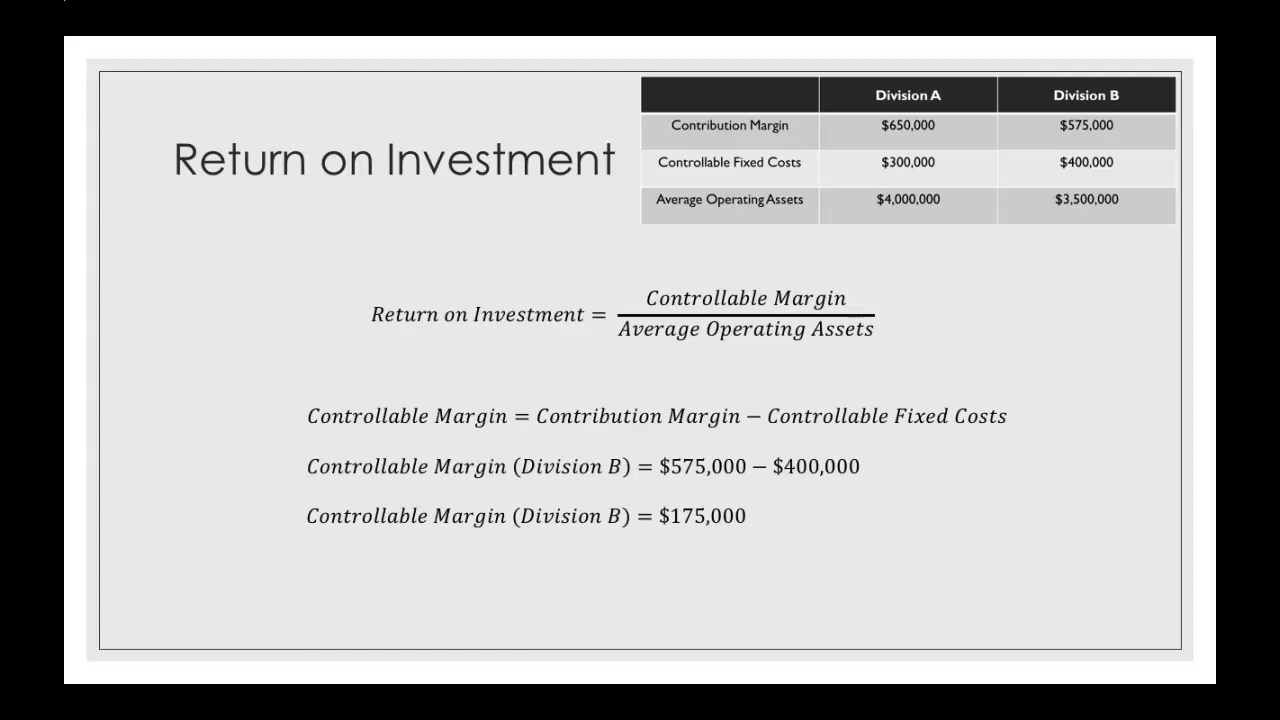 Return on Investment
Division A Division B
Contribution Margin $650,000 $575,000
Controllable Fixed Costs $300,000 $400,000
Average Operating Assets $4,000,000 $3,500,000
Return on Investment = Controllable Margin
Average Operating Assets
Controllable Margin = Contribution Margin − Controllable Fixed Costs
Controllable Margin (Division B) = $575,000 − $400,000
Controllable Margin (Division B) = $175,000